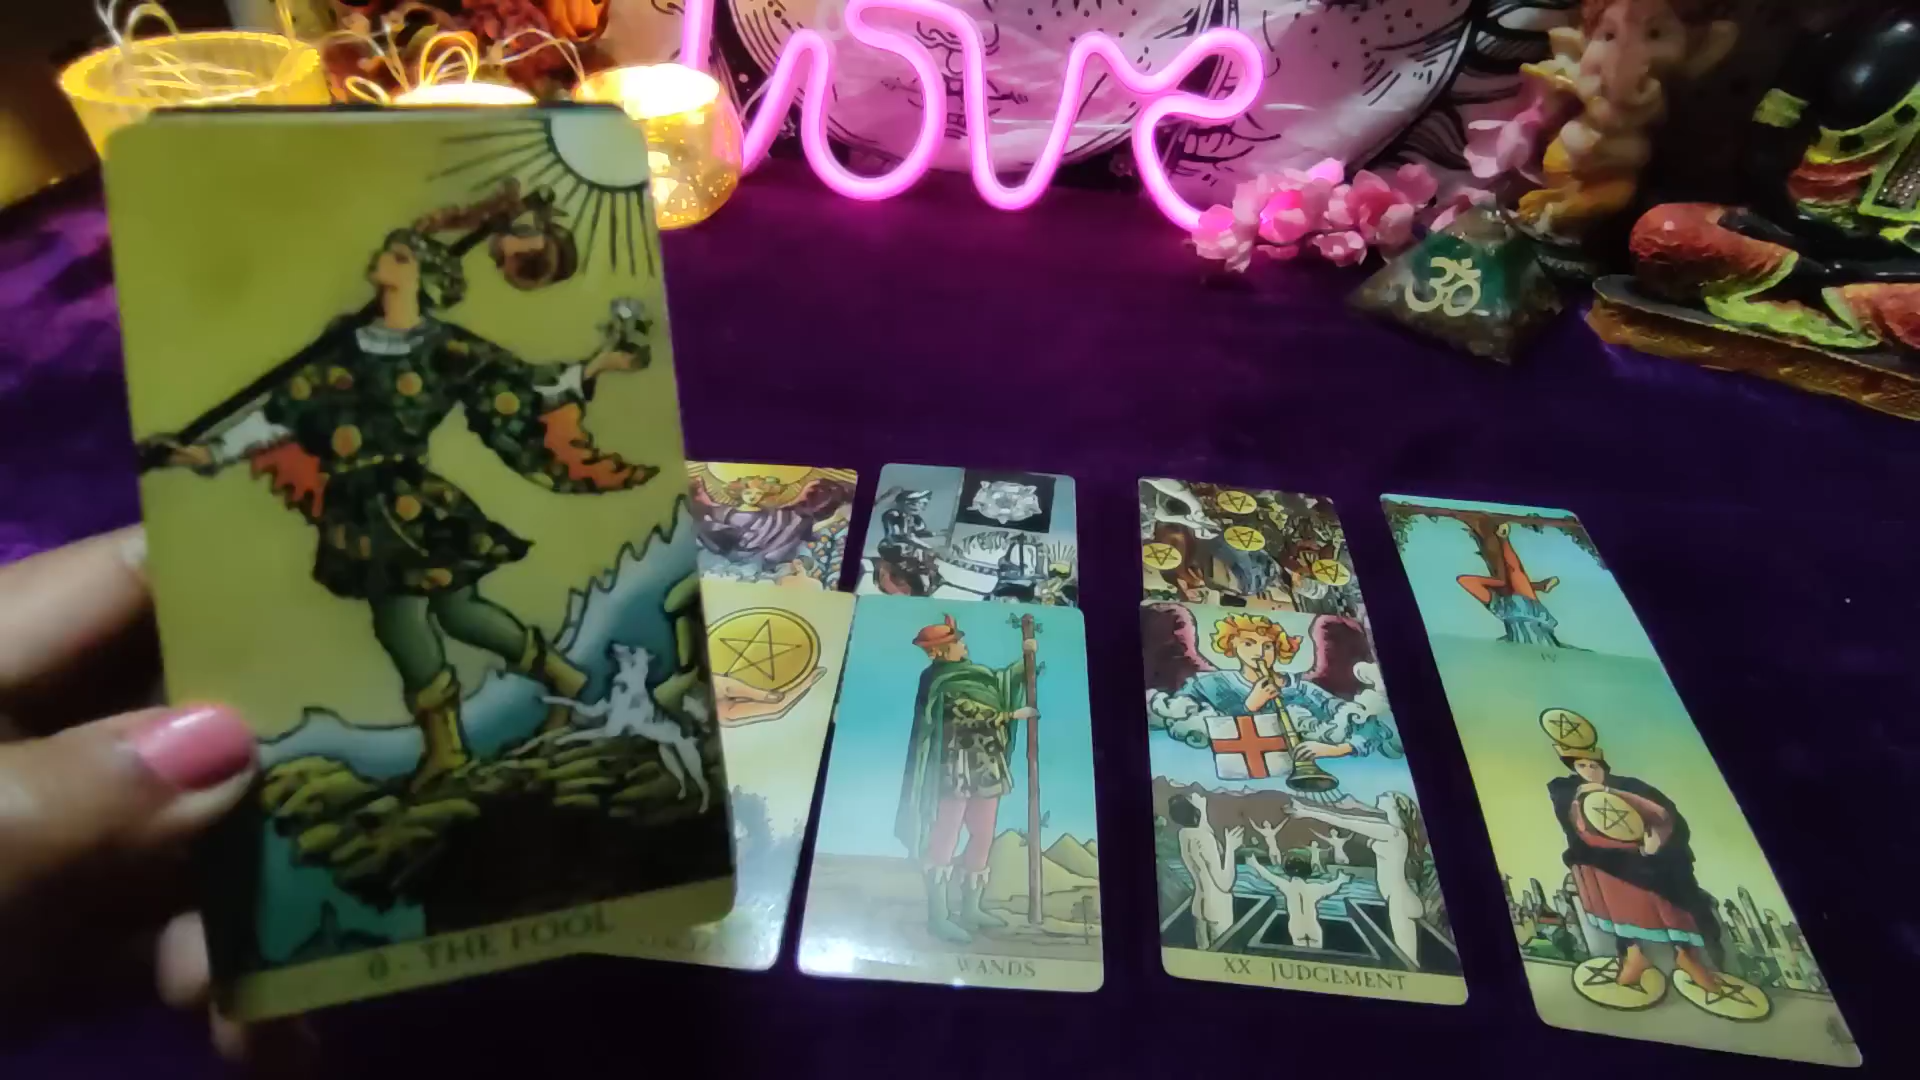 love
ॐ
0 - THE FOOL
WANDS
XX - JUDGEMENT